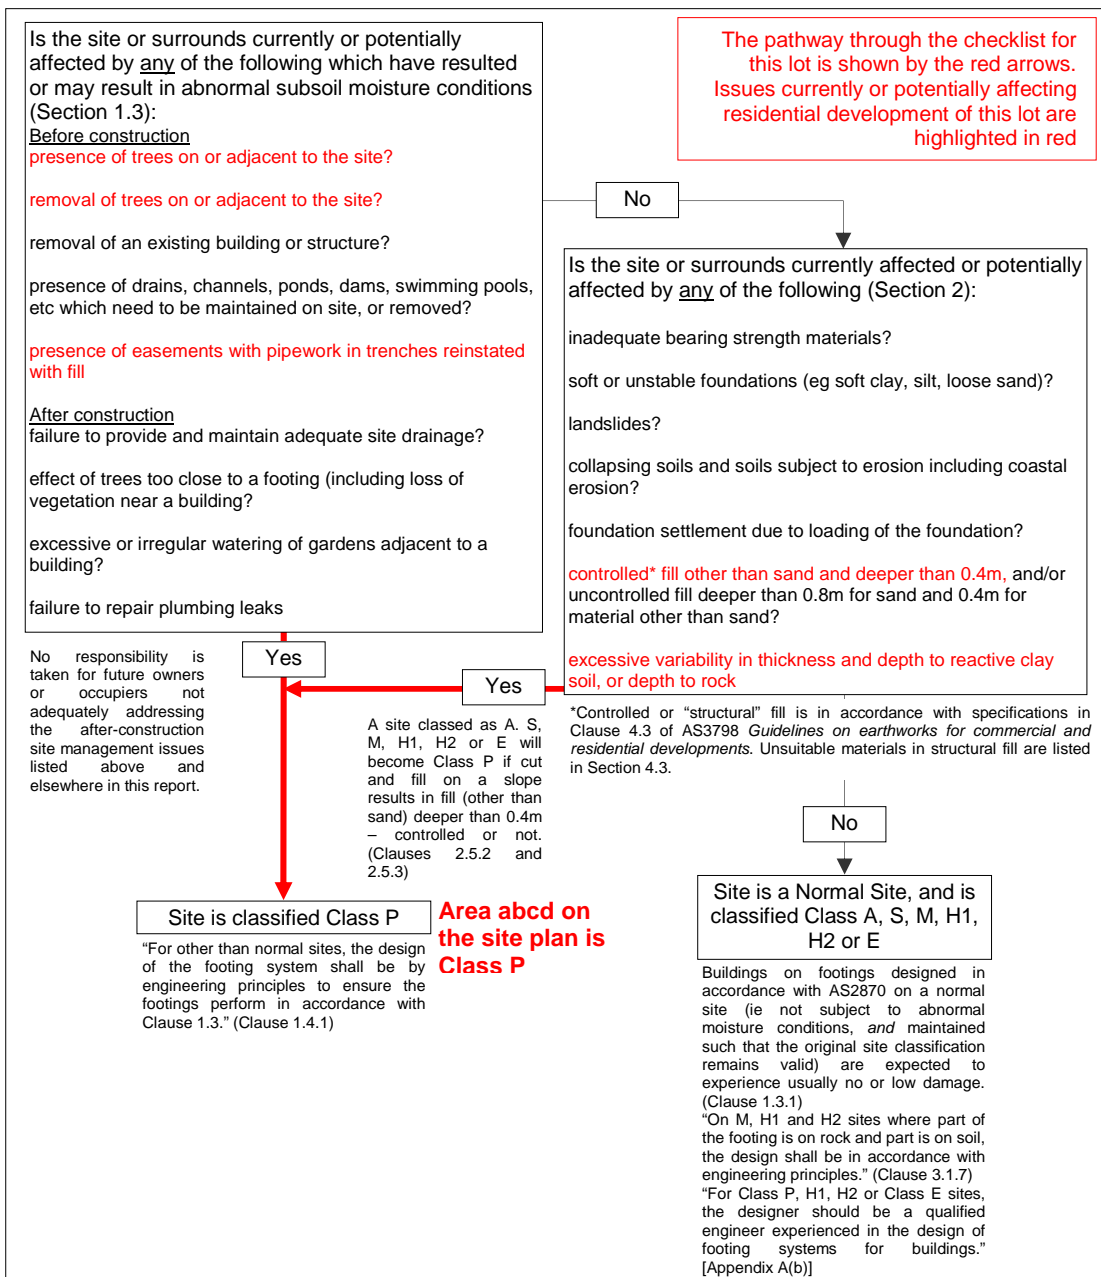 Is the site or surrounds currently or potentially
affected by any of the following which have resulted
or may result in abnormal subsoil moisture conditions
(Section 1.3):
Before construction
presence of trees on or adjacent to the site?
removal of trees on or adjacent to the site?
removal of an existing building or structure?
presence of drains, channels, ponds, dams, swimming pools,
etc which need to be maintained on site, or removed?
presence of easements with pipework in trenches reinstated
with fill
After construction
failure to provide and maintain adequate site drainage?
effect of trees too close to a footing (including loss of
vegetation near a building?
excessive or irregular watering of gardens adjacent to a
building?
failure to repair plumbing leaks
The pathway through the checklist for
this lot is shown by the red arrows.
Issues currently or potentially affecting
residential development of this lot are
highlighted in red
No
Is the site or surrounds currently affected or potentially
affected by any of the following (Section 2):
inadequate bearing strength materials?
soft or unstable foundations (eg soft clay, silt, loose sand)?
landslides?
collapsing soils and soils subject to erosion including coastal
erosion?
foundation settlement due to loading of the foundation?
controlled* fill other than sand and deeper than 0.4m, and/or
uncontrolled fill deeper than 0.8m for sand and 0.4m for
material other than sand?
excessive variability in thickness and depth to reactive clay
soil, or depth to rock
Yes
Yes
No responsibility is
taken for future owners
or occupiers not
adequately addressing
the after-construction
site management issues
listed above and
elsewhere in this report.
A site classed as A. S,
M, H1, H2 or E will
become Class P if cut
and fill on a slope
results in fill (other than
sand) deeper than 0.4m
– controlled or not.
(Clauses 2.5.2 and
2.5.3)
*Controlled or “structural” fill is in accordance with specifications in
Clause 4.3 of AS3798 Guidelines on earthworks for commercial and
residential developments. Unsuitable materials in structural fill are listed
in Section 4.3.
No
Site is classified Class P
“For other than normal sites, the design
of the footing system shall be by
engineering principles to ensure the
footings perform in accordance with
Clause 1.3.” (Clause 1.4.1)
Area abcd on
the site plan is
Class P
Site is a Normal Site, and is
classified Class A, S, M, H1,
H2 or E
Buildings on footings designed in
accordance with AS2870 on a normal
site (ie not subject to abnormal
moisture conditions, and maintained
such that the original site classification
remains valid) are expected to
experience usually no or low damage.
(Clause 1.3.1)
“On M, H1 and H2 sites where part of
the footing is on rock and part is on soil,
the design shall be in accordance with
engineering principles.” (Clause 3.1.7)
“For Class P, H1, H2 or Class E sites,
the designer should be a qualified
engineer experienced in the design of
footing systems for buildings.”
[Appendix A(b)]